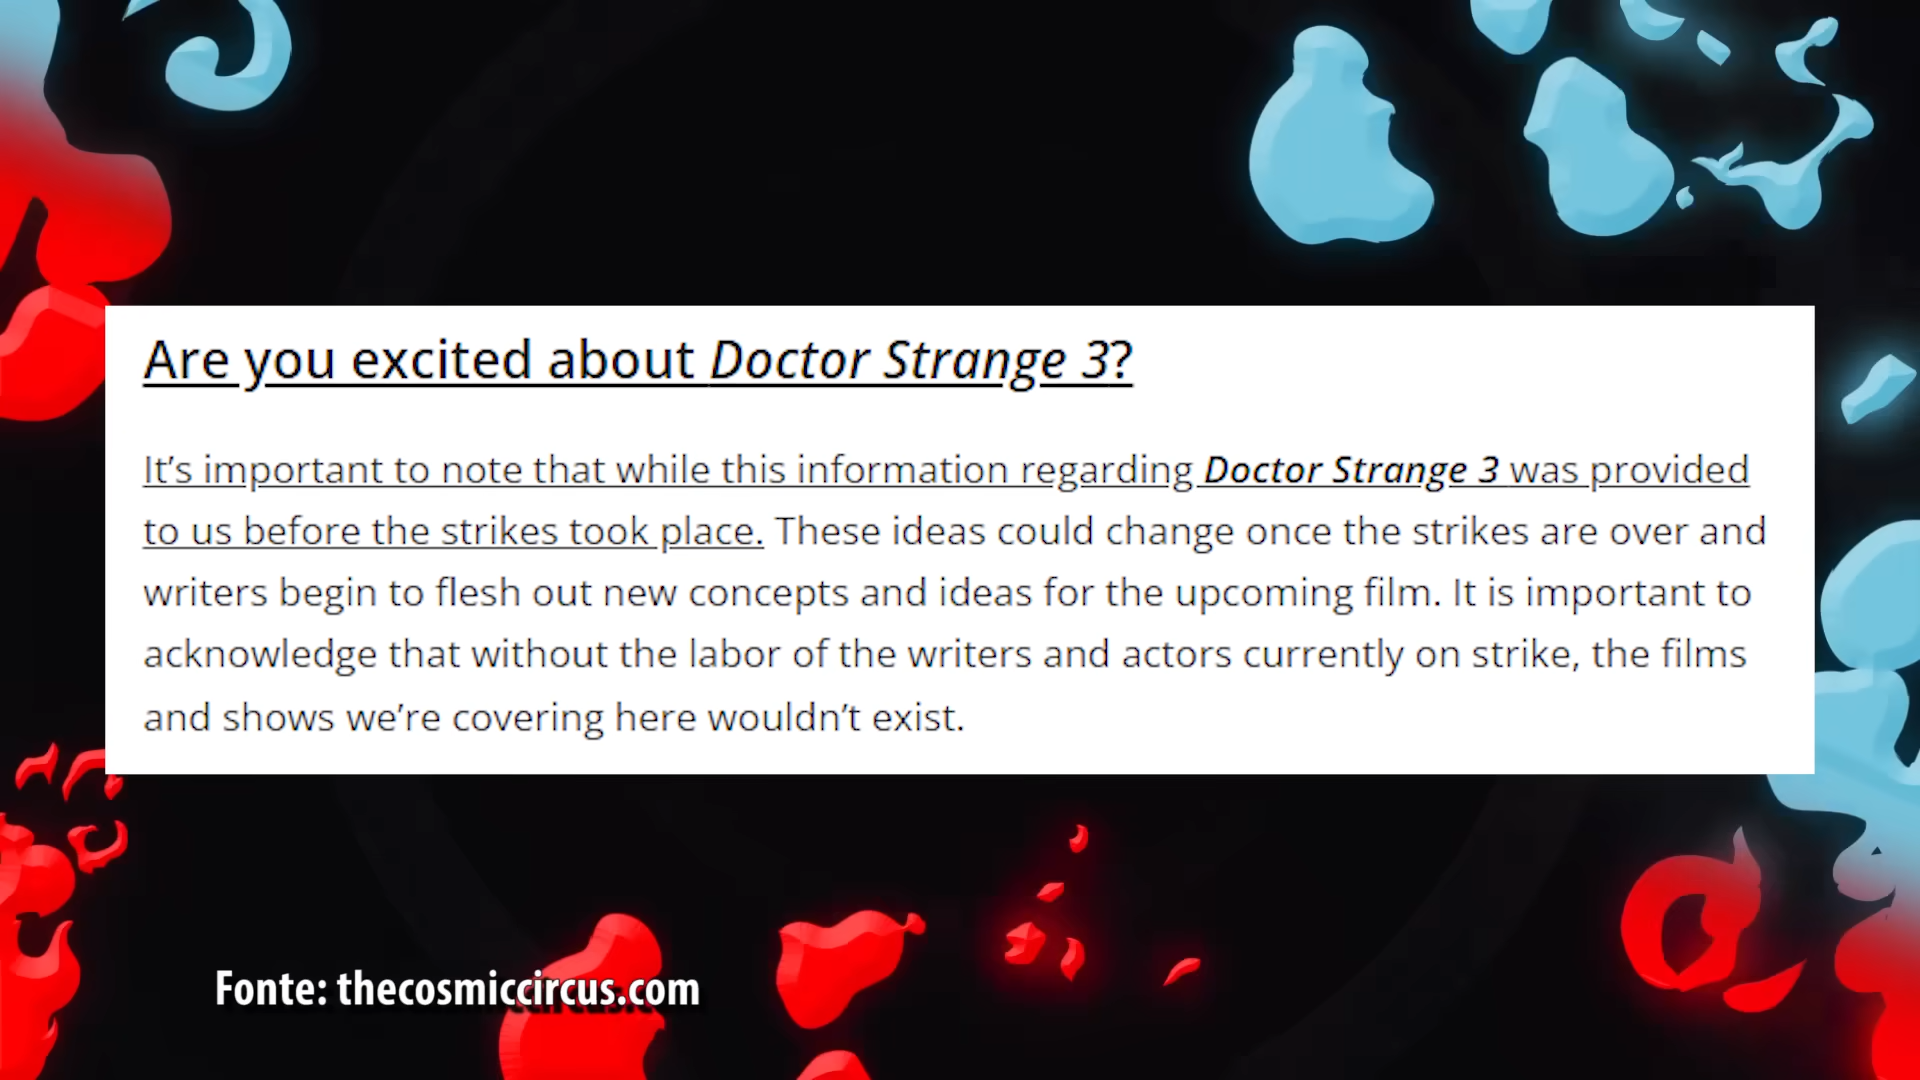 Are you excited about Doctor Strange 3?
It’s important to note that while this information regarding Doctor Strange 3 was provided
to us before the strikes took place. These ideas could change once the strikes are over and
writers begin to flesh out new concepts and ideas for the upcoming film. It is important to
acknowledge that without the labor of the writers and actors currently on strike, the films
and shows we’re covering here wouldn’t exist.
Fonte: thecosmiccircus.com